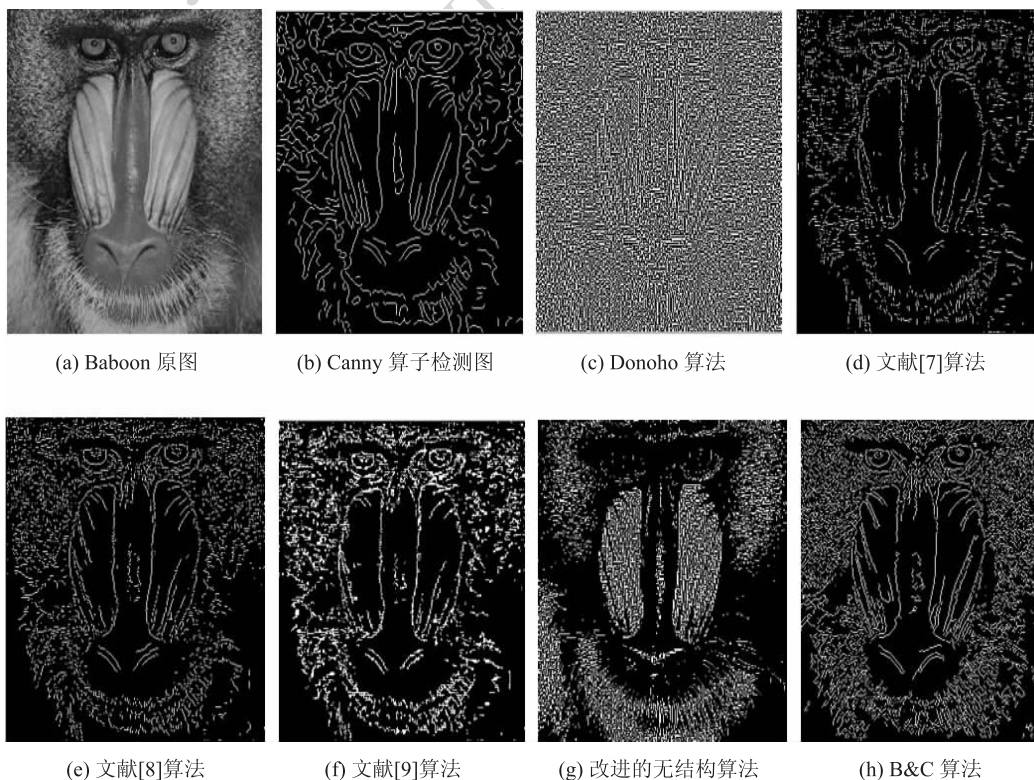 (a) Baboon 原图
(b) Canny 算子检测图
(c) Donoho 算法
(d) 文献[7]算法
(e) 文献[8]算法
(f) 文献[9]算法
(g) 改进的无结构算法
(h) B&C 算法